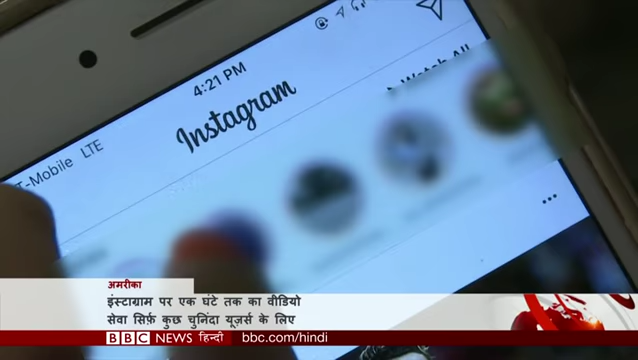 4:21 PM
T-Mobile LTE
Instagram
Watch All
अमरीका
इंस्टाग्राम पर एक घंटे तक का वीडियो
सेवा सिर्फ़ कुछ चुनिंदा यूज़र्स के लिए
BBC NEWS हिन्दी bbc.com/hindi